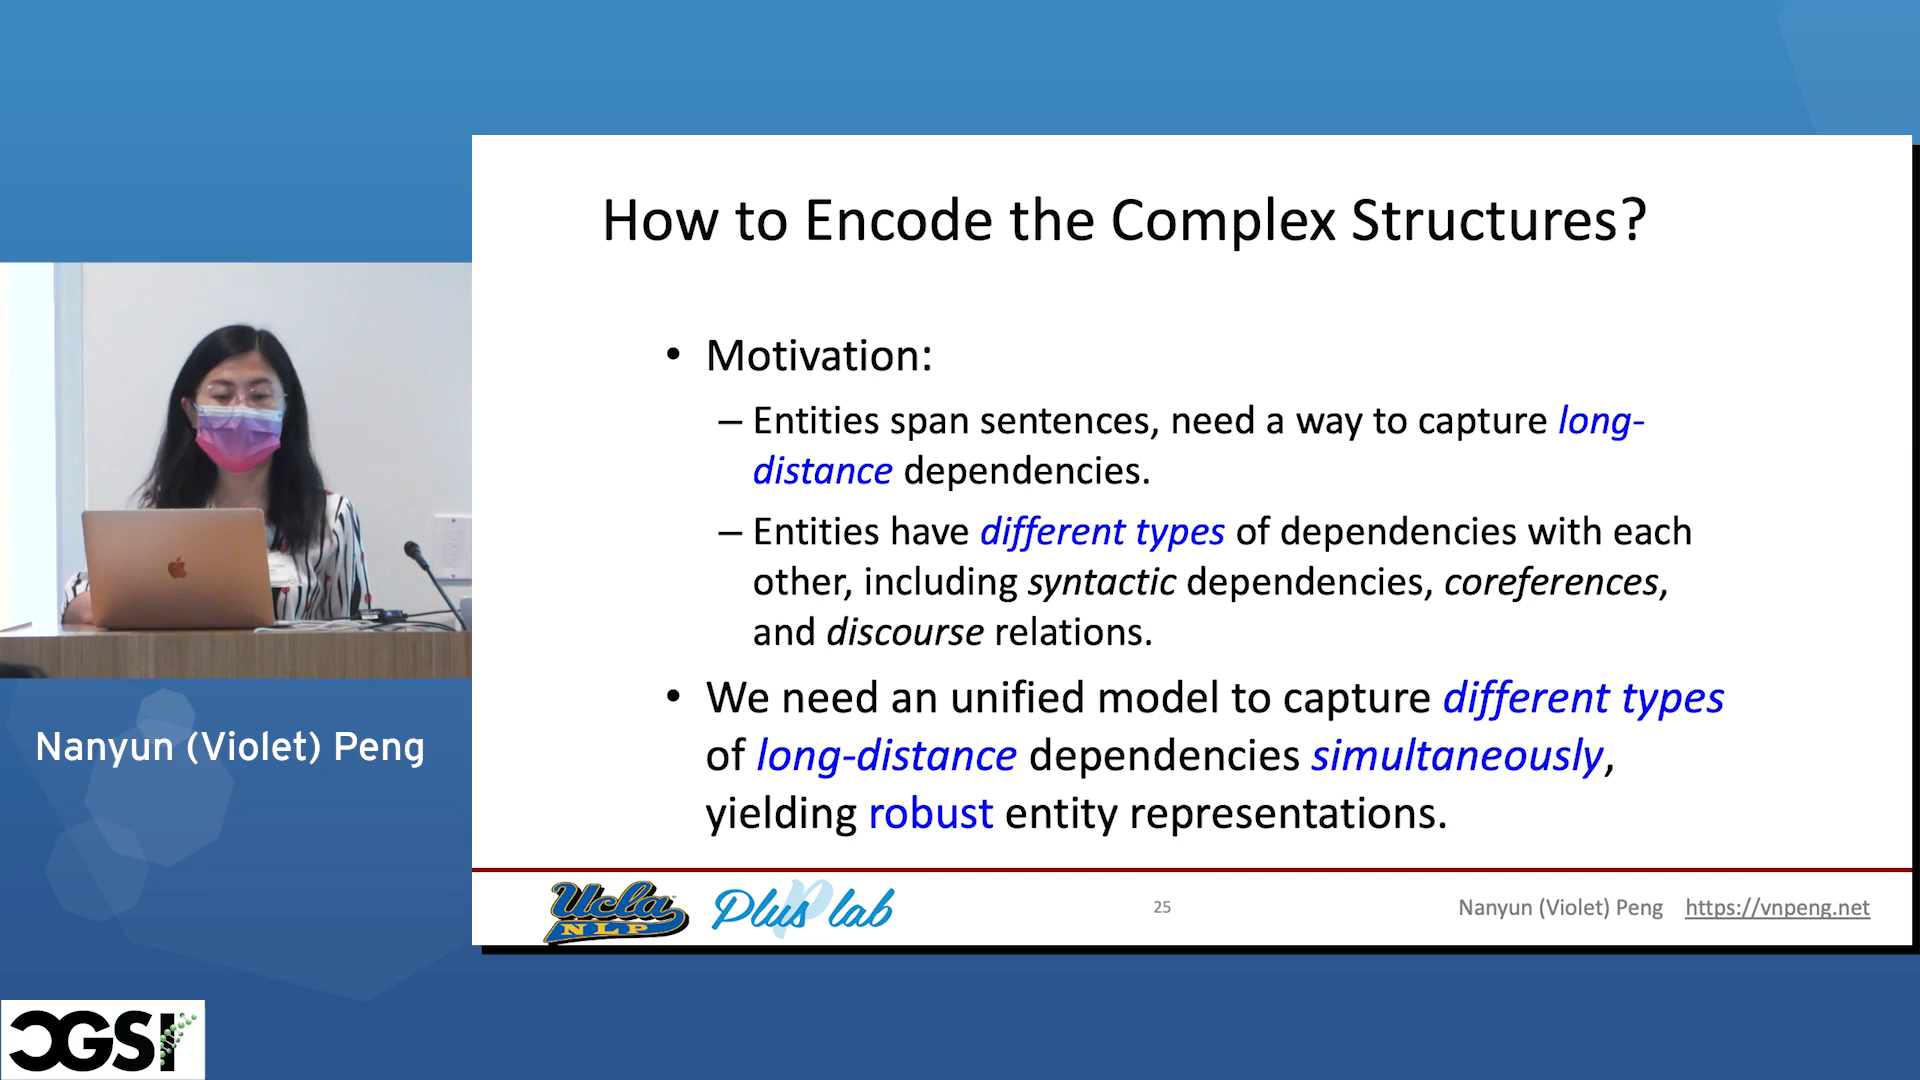 How to Encode the Complex Structures?
• Motivation:
– Entities span sentences, need a way to capture long-
distance dependencies.
– Entities have different types of dependencies with each
other, including syntactic dependencies, coreferences,
and discourse relations.
• We need an unified model to capture different types
of long-distance dependencies simultaneously,
yielding robust entity representations.
Nanyun (Violet) Peng
Ucla
NLP
Plus lab
25
Nanyun (Violet) Peng https://vnpeng.net
CGSI